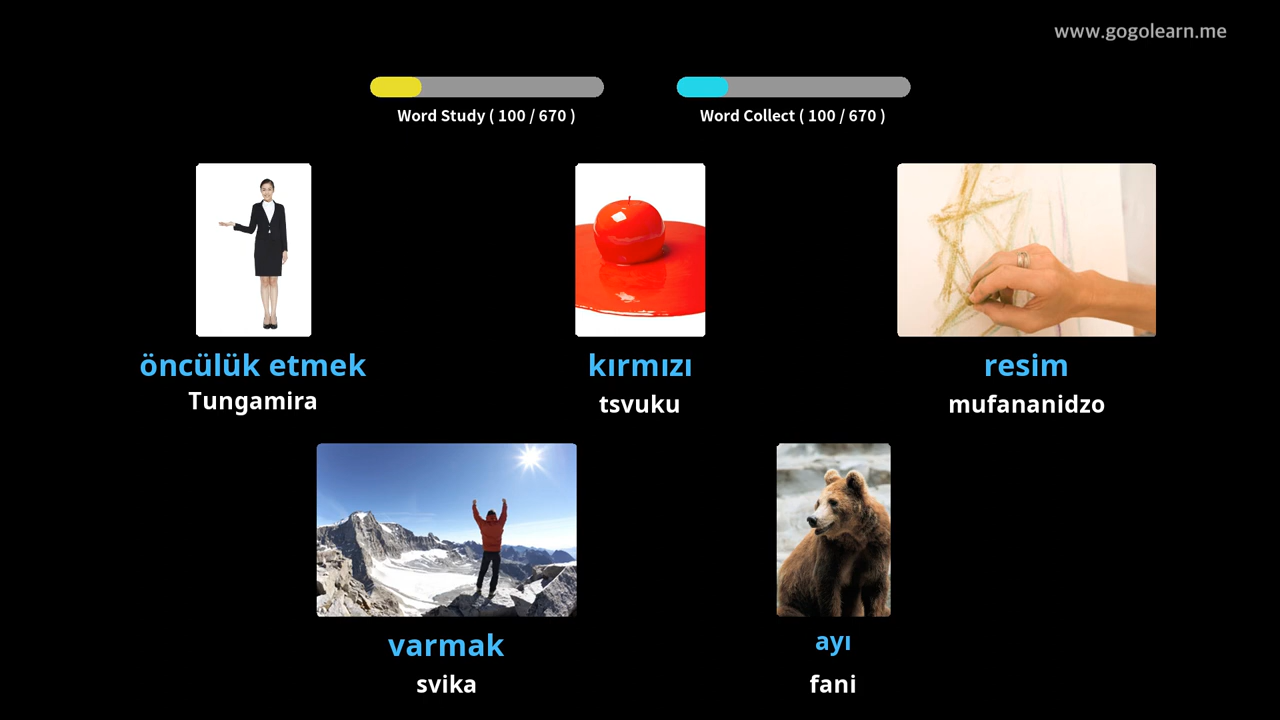 www.gogolearn.me
Word Study ( 100 / 670 )
Word Collect ( 100 / 670 )
öncülük etmek
Tungamira
kırmızı
tsvuku
resim
mufananidzo
varmak
svika
ayı
fani